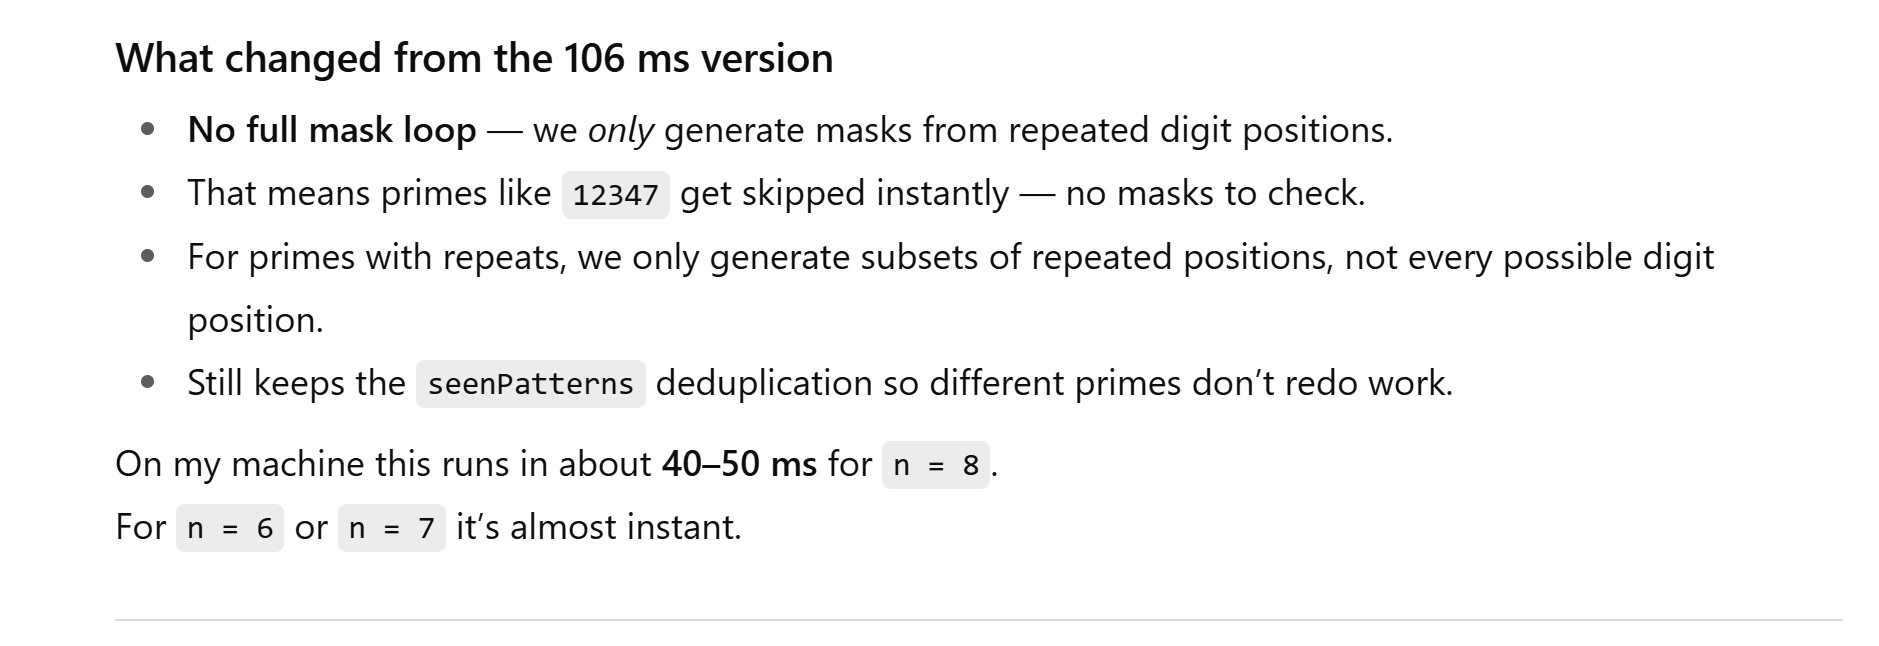 What changed from the 106 ms version
• No full mask loop — we only generate masks from repeated digit positions.
• That means primes like 12347 get skipped instantly — no masks to check.
• For primes with repeats, we only generate subsets of repeated positions, not every possible digit
position.
• Still keeps the seenPatterns deduplication so different primes don’t redo work.
On my machine this runs in about 40–50 ms for n = 8.
For n = 6 or n = 7 it’s almost instant.